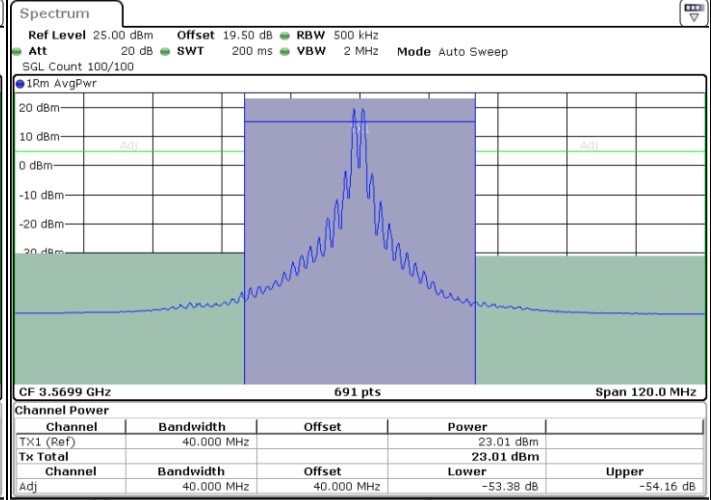 Spectrum
Ref Level 25.00 dBm Offset 19.50 dB RBW 500 kHz
Att 20 dB SWT 200 ms VBW 2 MHz Mode Auto Sweep
SGL Count 100/100
1Rm AvgPwr
20 dBm
10 dBm
Adj Adj
0 dBm
-10 dBm
-20 dBm
-30 dBm
CF 3.5699 GHz 691 pts Span 120.0 MHz
Channel Power
Channel Bandwidth Offset Power
TX1 (Ref) 40.000 MHz 23.01 dBm
Tx Total 23.01 dBm
Channel Bandwidth Offset Lower Upper
Adj 40.000 MHz 40.000 MHz -53.38 dB -54.16 dB